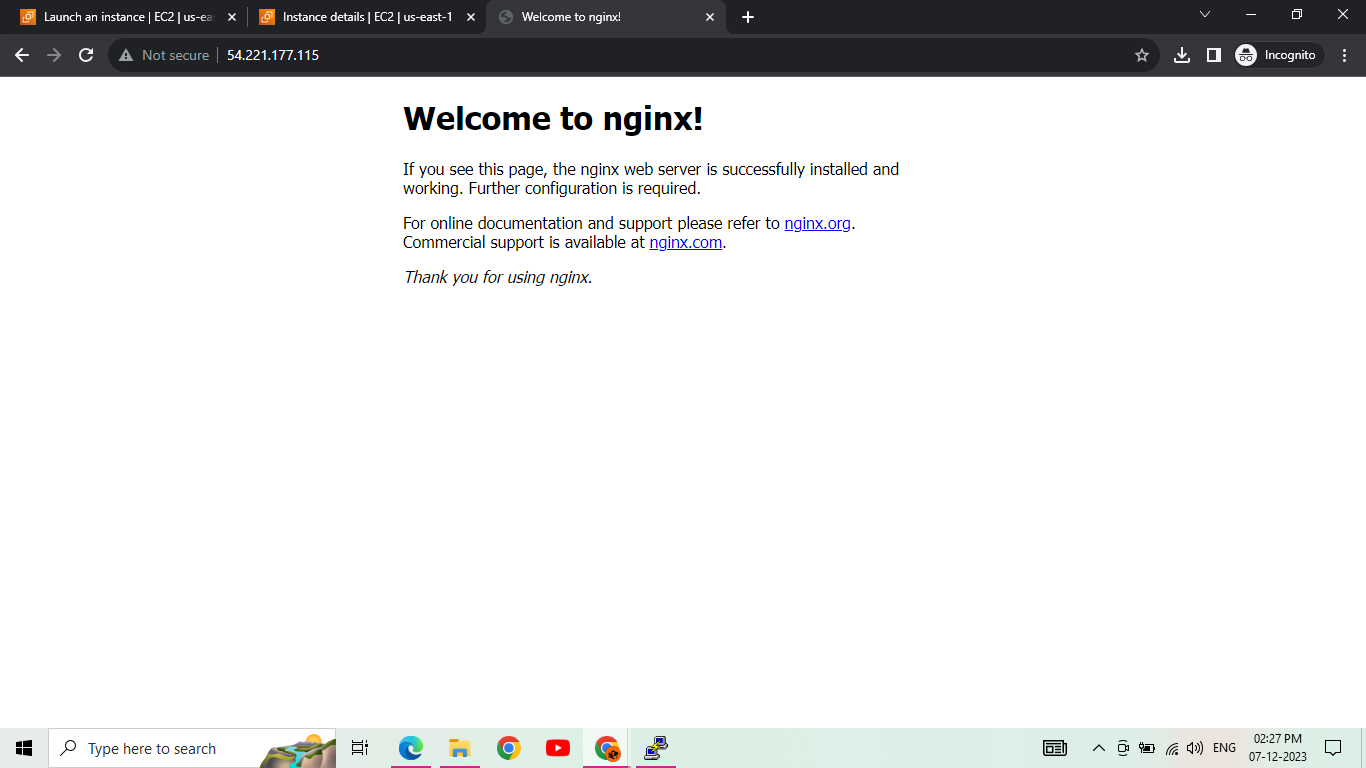 Launch an instance | EC2 | us-eas
Instance details | EC2 | us-east-1
Welcome to nginx!
Not secure
54.221.177.115
Incognito
Welcome to nginx!
If you see this page, the nginx web server is successfully installed and
working. Further configuration is required.
For online documentation and support please refer to nginx.org.
Commercial support is available at nginx.com.
Thank you for using nginx.
Type here to search
ENG
02:27 PM
07-12-2023